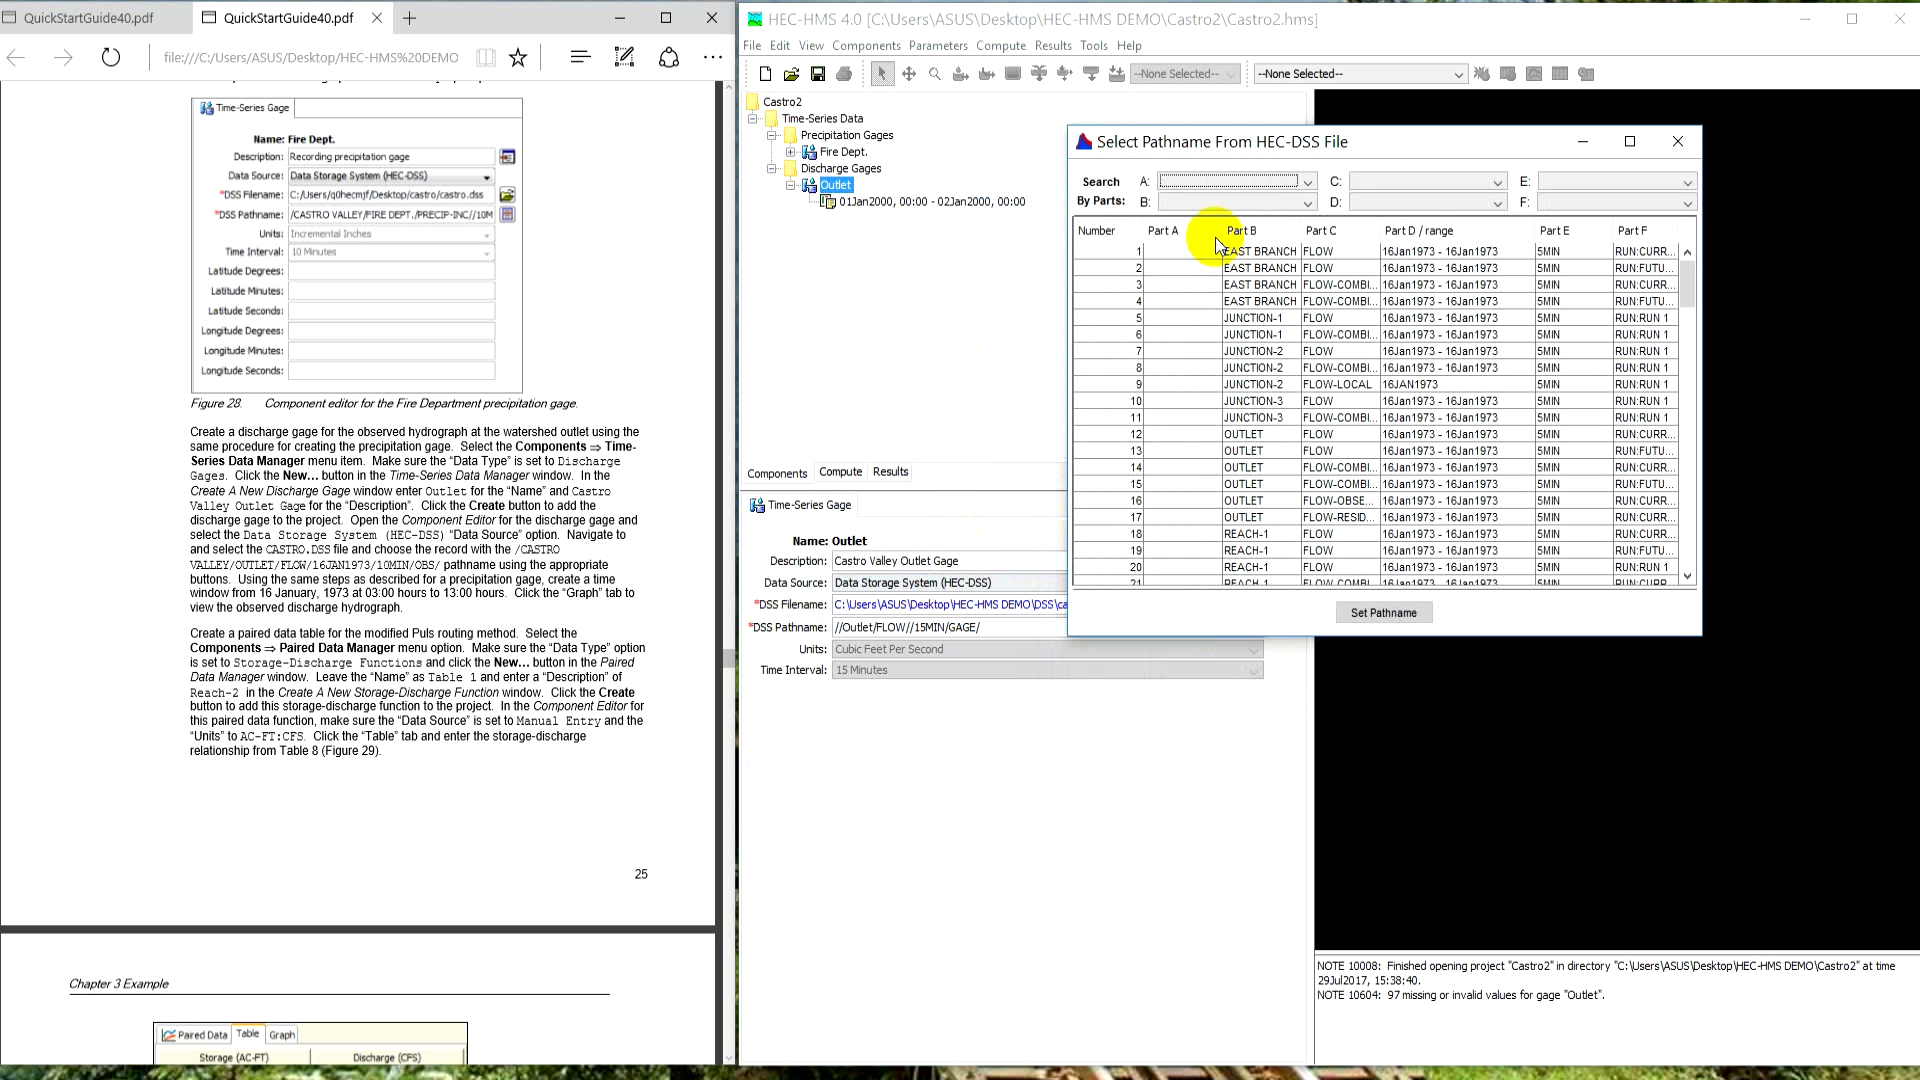 QuickStartGuide40.pdf
QuickStartGuide40.pdf
file:///C:/Users/ASUS/Desktop/HEC-HMS%20DEMO
Time-Series Gage
Name: Fire Dept.
Description: Recording precipitation gage
Data Source: Data Storage System (HEC-DSS)
*DSS Filename: C:/Users/q0hecmjf/Desktop/castro/castro.dss
*DSS Pathname: /CASTRO VALLEY/FIRE DEPT./PRECIP-INC//10M
Units: Incremental Inches
Time Interval: 10 Minutes
Latitude Degrees:
Latitude Minutes:
Latitude Seconds:
Longitude Degrees:
Longitude Minutes:
Longitude Seconds:
Figure 28. Component editor for the Fire Department precipitation gage.
Create a discharge gage for the observed hydrograph at the watershed outlet using the
same procedure for creating the precipitation gage. Select the Components ⇒ Time-
Series Data Manager menu item. Make sure the “Data Type” is set to Discharge
Gages. Click the New... button in the Time-Series Data Manager window. In the
Create A New Discharge Gage window enter Outlet for the “Name” and Castro
Valley Outlet Gage for the “Description”. Click the Create button to add the
discharge gage to the project. Open the Component Editor for the discharge gage and
select the Data Storage System (HEC-DSS) “Data Source” option. Navigate to
and select the CASTRO.DSS file and choose the record with the /CASTRO
VALLEY/OUTLET/FLOW/16JAN1973/10MIN/OBS/ pathname using the appropriate
buttons. Using the same steps as described for a precipitation gage, create a time
window from 16 January, 1973 at 03:00 hours to 13:00 hours. Click the “Graph” tab to
view the observed discharge hydrograph.
Create a paired data table for the modified Puls routing method. Select the
Components ⇒ Paired Data Manager menu option. Make sure the “Data Type” option
is set to Storage-Discharge Functions and click the New... button in the Paired
Data Manager window. Leave the “Name” as Table 1 and enter a “Description” of
Reach-2 in the Create A New Storage-Discharge Function window. Click the Create
button to add this storage-discharge function to the project. In the Component Editor for
this paired data function, make sure the “Data Source” is set to Manual Entry and the
“Units” to AC-FT:CFS. Click the “Table” tab and enter the storage-discharge
relationship from Table 8 (Figure 29).
25
Chapter 3 Example
Paired Data Table Graph
Storage (AC-FT) Discharge (CFS)
HEC-HMS 4.0 [C:\Users\ASUS\Desktop\HEC-HMS DEMO\Castro2\Castro2.hms]
File Edit View Components Parameters Compute Results Tools Help
--None Selected-- --None Selected--
Castro2
Time-Series Data
Precipitation Gages
Fire Dept.
Discharge Gages
Outlet
01Jan2000, 00:00 - 02Jan2000, 00:00
Components Compute Results
Time-Series Gage
Name: Outlet
Description: Castro Valley Outlet Gage
Data Source: Data Storage System (HEC-DSS)
*DSS Filename: C:\Users\ASUS\Desktop\HEC-HMS DEMO\DSS\ca
*DSS Pathname: //Outlet/FLOW//15MIN/GAGE/
Units: Cubic Feet Per Second
Time Interval: 15 Minutes
Select Pathname From HEC-DSS File
Search A: C: E:
By Parts: B: D: F:
Number Part A Part B Part C Part D / range Part E Part F
1 EAST BRANCH FLOW 16Jan1973 - 16Jan1973 5MIN RUN:CURR...
2 EAST BRANCH FLOW 16Jan1973 - 16Jan1973 5MIN RUN:FUTU...
3 EAST BRANCH FLOW-COMBI... 16Jan1973 - 16Jan1973 5MIN RUN:CURR...
4 EAST BRANCH FLOW-COMBI... 16Jan1973 - 16Jan1973 5MIN RUN:FUTU...
5 JUNCTION-1 FLOW 16Jan1973 - 16Jan1973 5MIN RUN:RUN 1
6 JUNCTION-1 FLOW-COMBI... 16Jan1973 - 16Jan1973 5MIN RUN:RUN 1
7 JUNCTION-2 FLOW 16Jan1973 - 16Jan1973 5MIN RUN:RUN 1
8 JUNCTION-2 FLOW-COMBI... 16Jan1973 - 16Jan1973 5MIN RUN:RUN 1
9 JUNCTION-2 FLOW-LOCAL 16JAN1973 5MIN RUN:RUN 1
10 JUNCTION-3 FLOW 16Jan1973 - 16Jan1973 5MIN RUN:RUN 1
11 JUNCTION-3 FLOW-COMBI... 16Jan1973 - 16Jan1973 5MIN RUN:RUN 1
12 OUTLET FLOW 16Jan1973 - 16Jan1973 5MIN RUN:CURR...
13 OUTLET FLOW 16Jan1973 - 16Jan1973 5MIN RUN:FUTU...
14 OUTLET FLOW-COMBI... 16Jan1973 - 16Jan1973 5MIN RUN:CURR...
15 OUTLET FLOW-COMBI... 16Jan1973 - 16Jan1973 5MIN RUN:FUTU...
16 OUTLET FLOW-OBSE... 16Jan1973 - 16Jan1973 5MIN RUN:CURR...
17 OUTLET FLOW-RESID... 16Jan1973 - 16Jan1973 5MIN RUN:CURR...
18 REACH-1 FLOW 16Jan1973 - 16Jan1973 5MIN RUN:CURR...
19 REACH-1 FLOW 16Jan1973 - 16Jan1973 5MIN RUN:FUTU...
20 REACH-1 FLOW 16Jan1973 - 16Jan1973 5MIN RUN:RUN 1
21 REACH-1 FLOW-COMBI... 16Jan1973 - 16Jan1973 5MIN RUN:CURR...
Set Pathname
NOTE 10008: Finished opening project "Castro2" in directory "C:\Users\ASUS\Desktop\HEC-HMS DEMO\Castro2" at time
29Jul2017, 15:38:40.
NOTE 10604: 97 missing or invalid values for gage "Outlet".